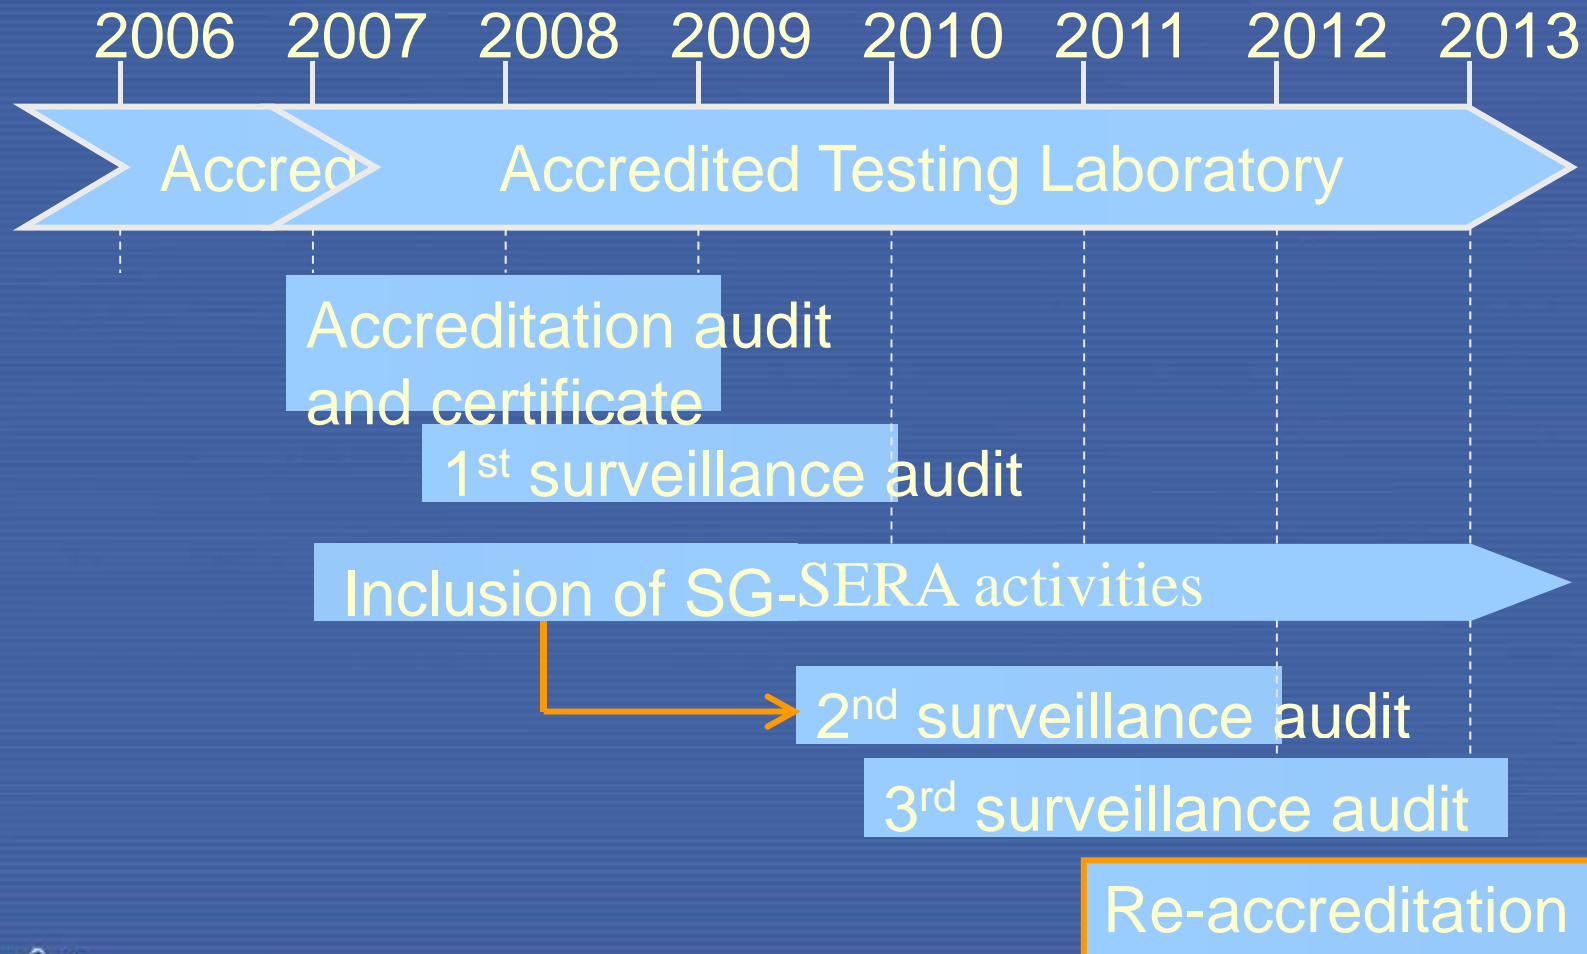 2006 2007 2008 2009 2010 2011 2012 2013
Accred Accredited Testing Laboratory
Accreditation audit
and certificate
1st surveillance audit
Inclusion of SG-SERA activities
2nd surveillance audit
3rd surveillance audit
Re-accreditation